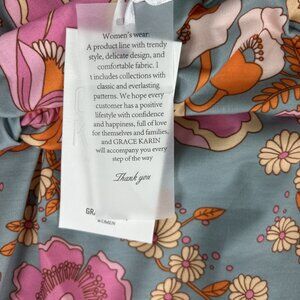 Women's wear:
A product line with trendy
style, delicate design, and
comfortable fabric. I
t includes collections with
classic and everlasting
patterns. We hope every
customer has a positive
lifestyle with confidence
and happiness, full of love
for themselves and families,
and GRACE KARIN
will accompany you every
step of the way
Thank you
GRA